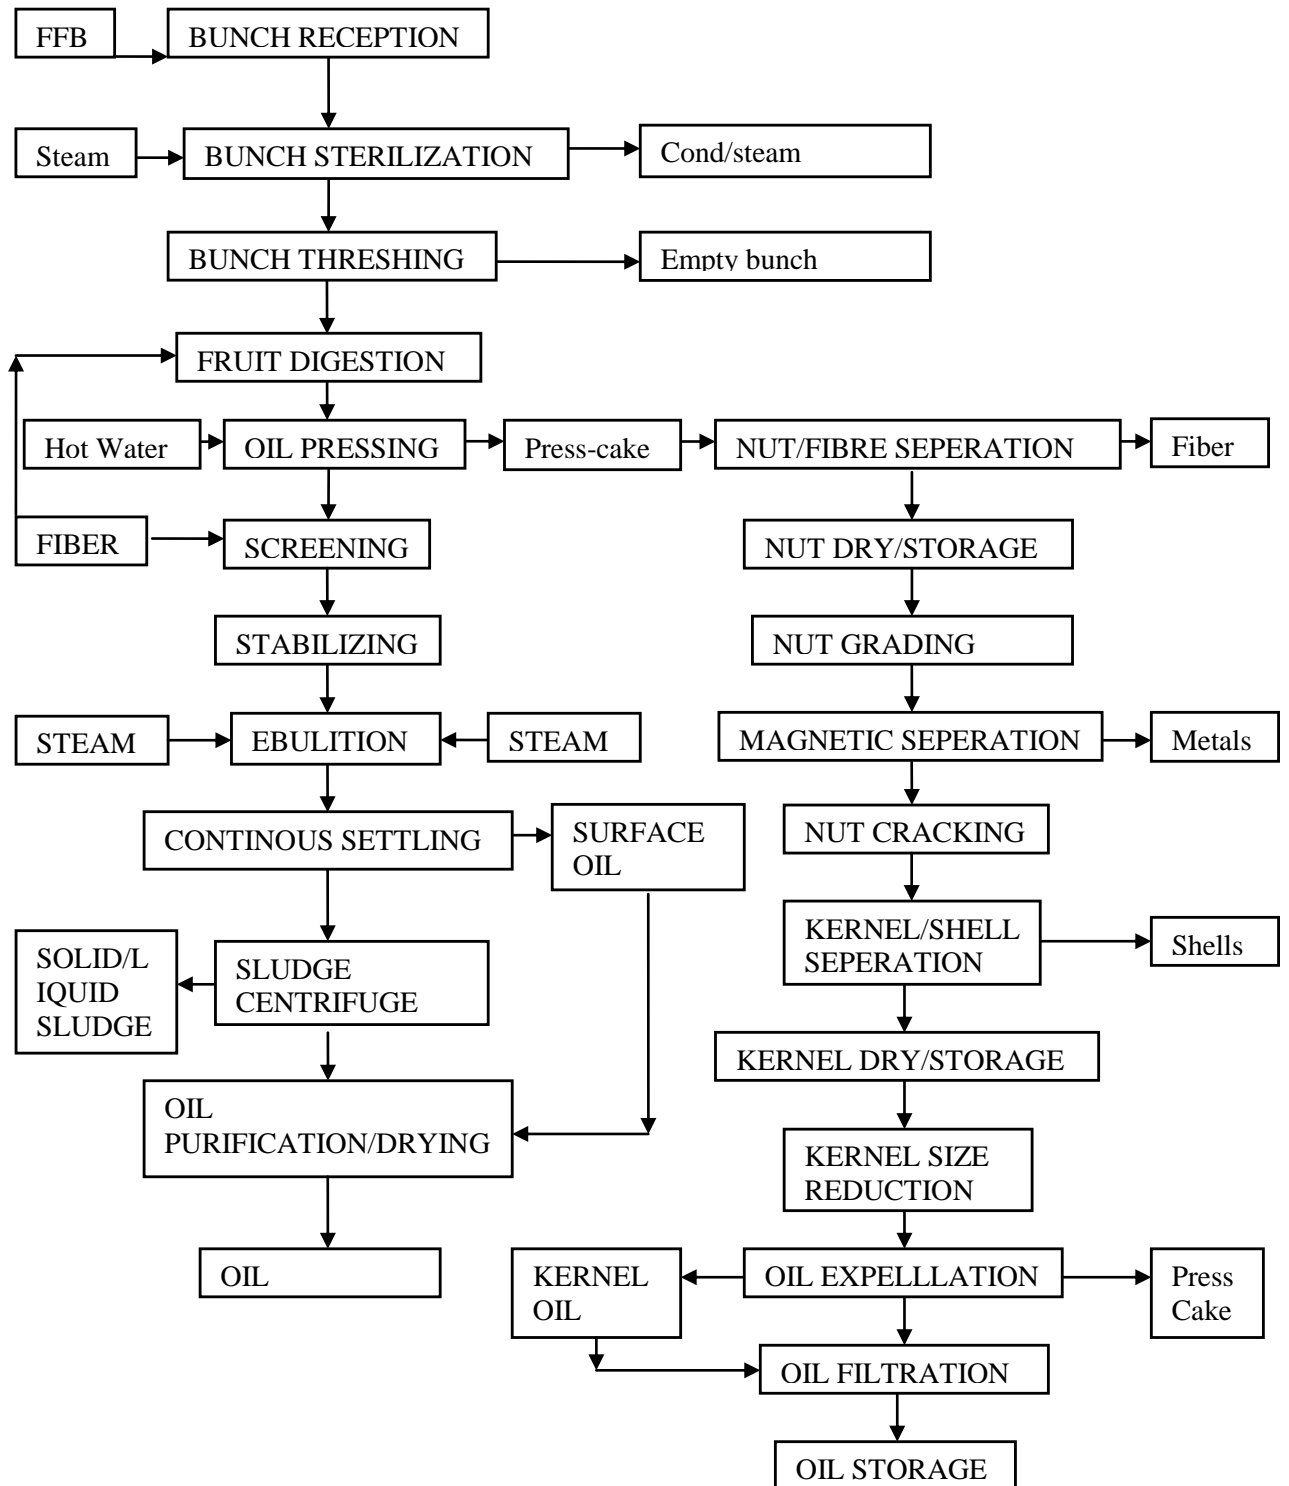 FFB
BUNCH RECEPTION
Steam
BUNCH STERILIZATION
Cond/steam
BUNCH THRESHING
Empty bunch
FRUIT DIGESTION
Hot Water
OIL PRESSING
Press-cake
NUT/FIBRE SEPERATION
Fiber
FIBER
SCREENING
NUT DRY/STORAGE
STABILIZING
NUT GRADING
STEAM
EBULITION
STEAM
MAGNETIC SEPERATION
Metals
CONTINOUS SETTLING
SURFACE
OIL
NUT CRACKING
SOLID/L
IQUID
SLUDGE
SLUDGE
CENTRIFUGE
KERNEL/SHELL
SEPERATION
Shells
KERNEL DRY/STORAGE
OIL
PURIFICATION/DRYING
KERNEL SIZE
REDUCTION
OIL
KERNEL
OIL
OIL EXPELLLATION
Press
Cake
OIL FILTRATION
OIL STORAGE